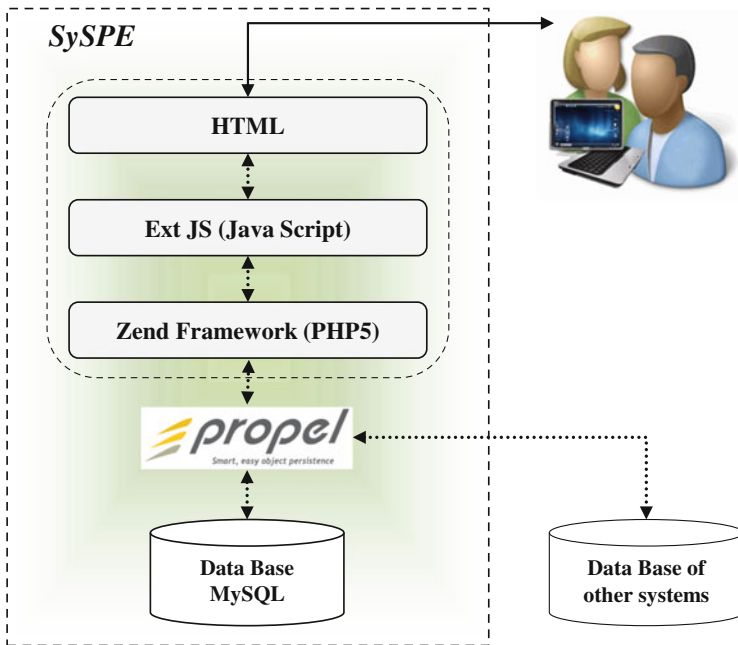 SySPE
HTML
Ext JS (Java Script)
Zend Framework (PHP5)
propel
Smart, easy object persistence
Data Base
MySQL
Data Base of
other systems